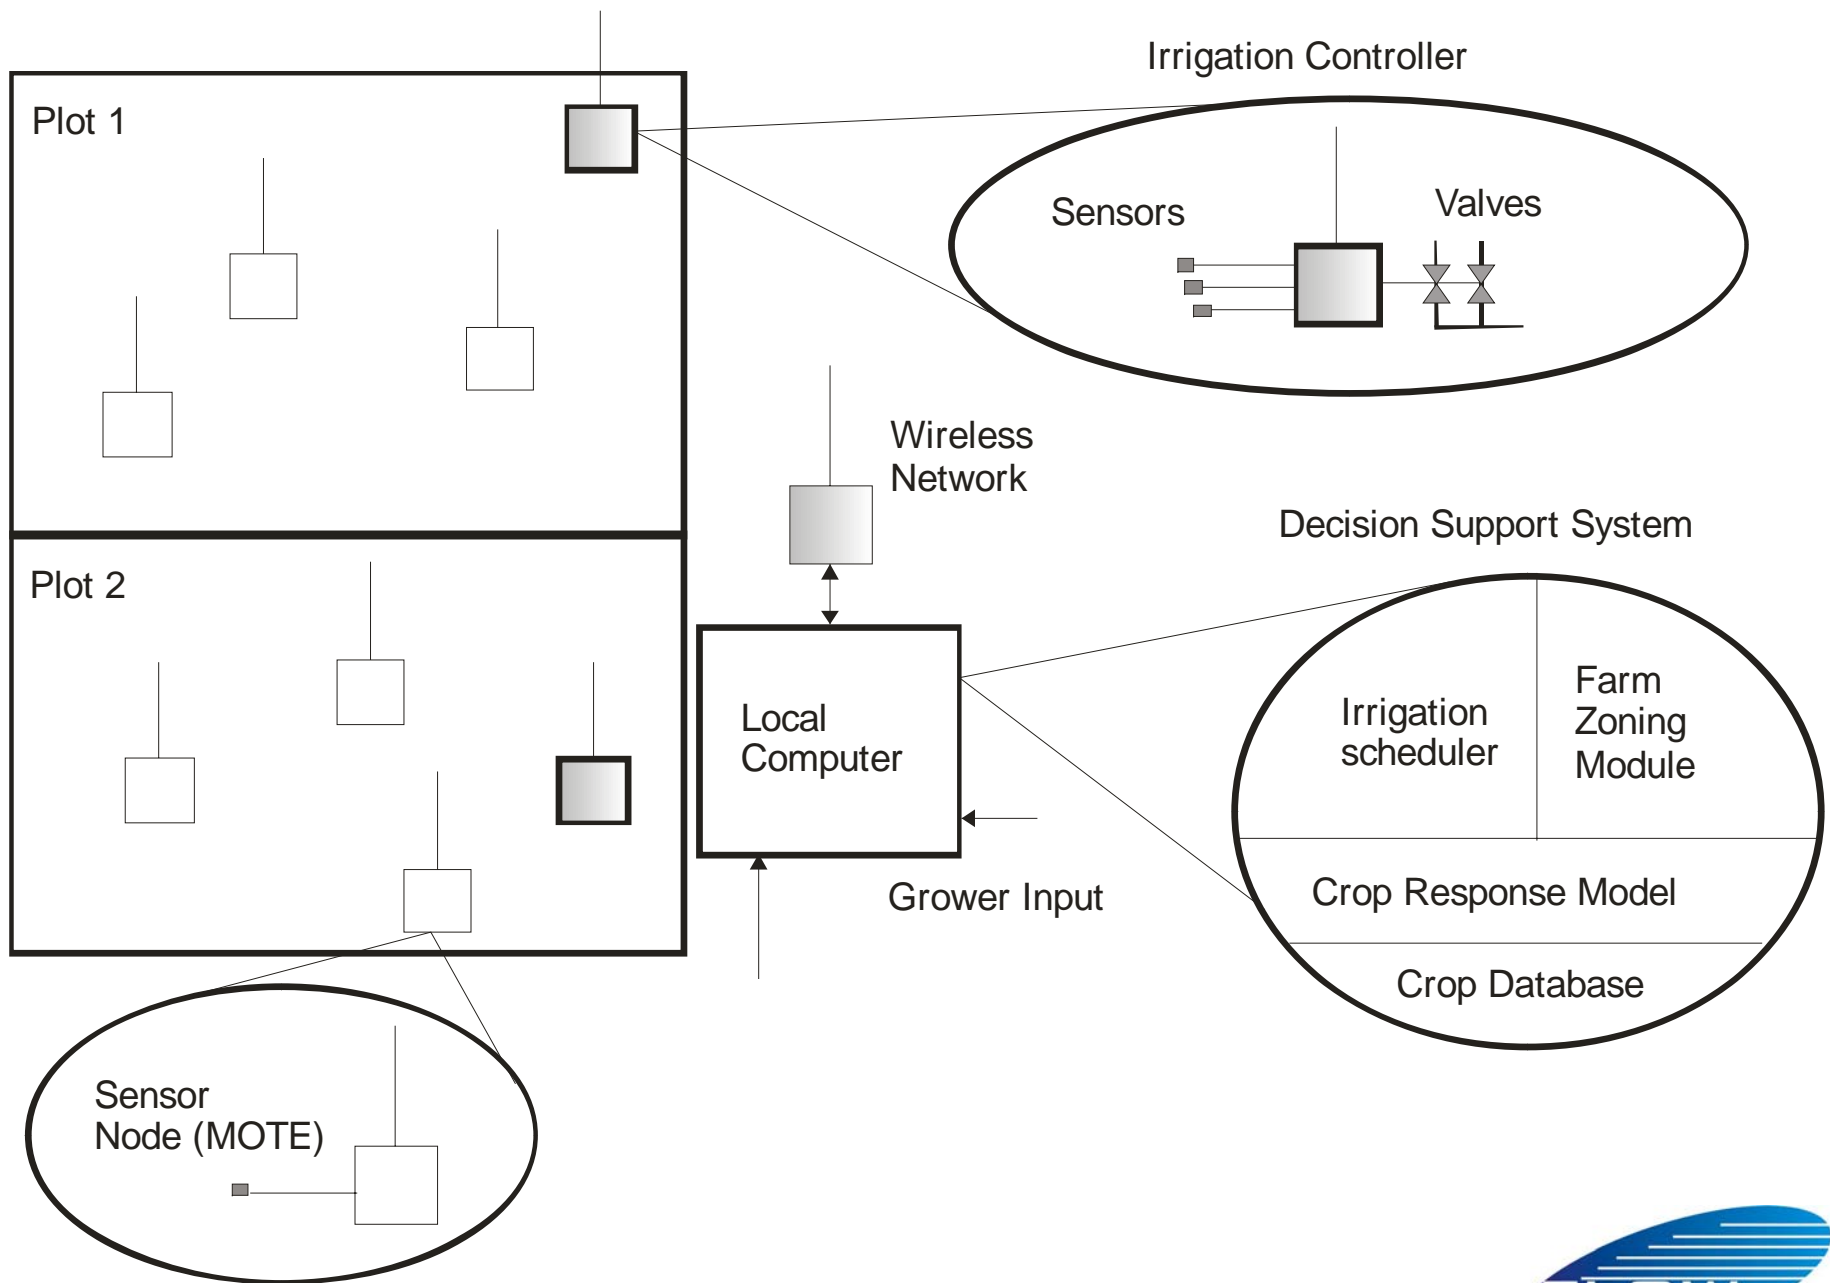 Irrigation Controller
Plot 1
Sensors
Valves
Wireless
Network
Decision Support System
Plot 2
Local
Computer
Irrigation
scheduler
Farm
Zoning
Module
Grower Input
Crop Response Model
Crop Database
Sensor
Node (MOTE)